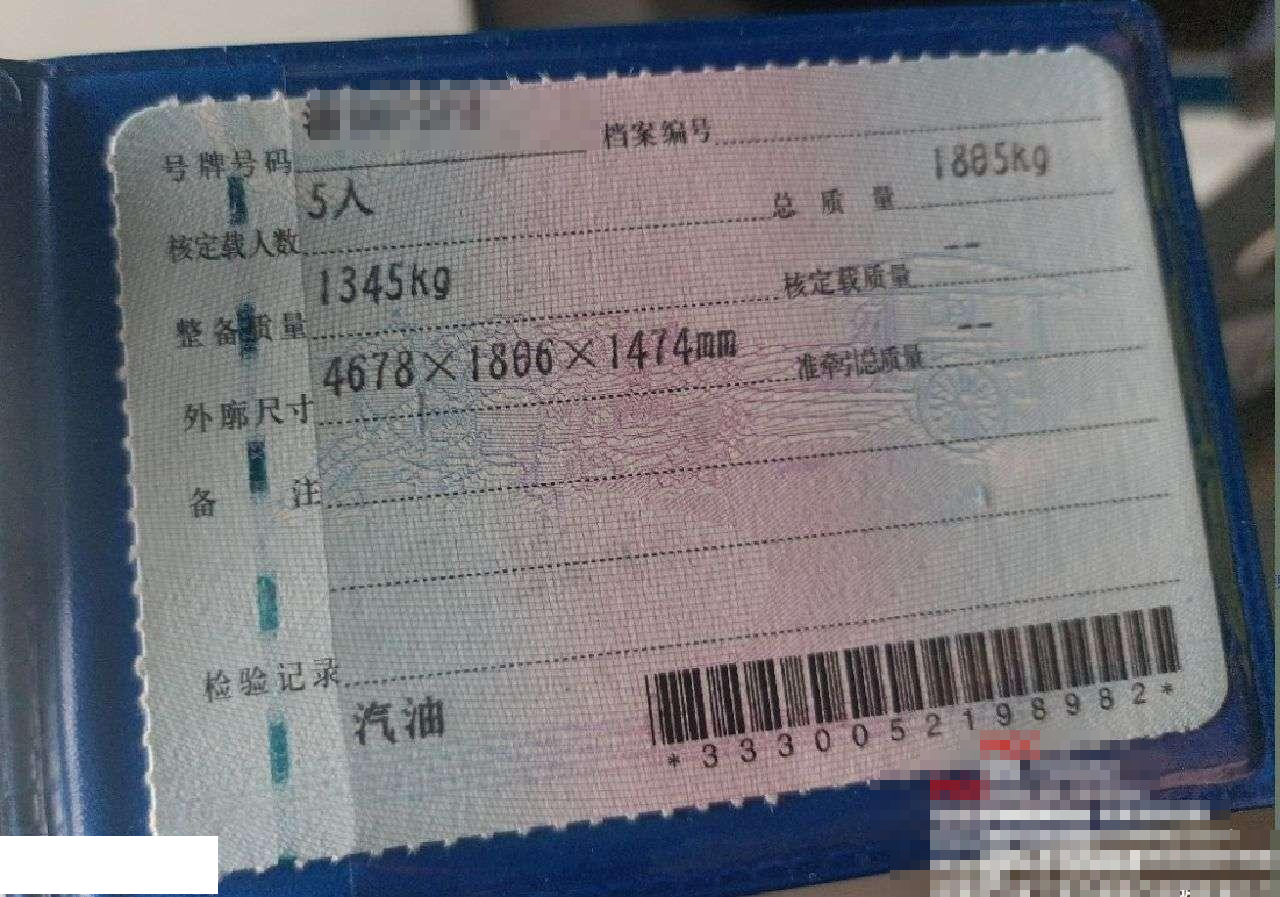 号牌号码 档案编号
核定载人数 5人 总质量 1805kg
整备质量 1345kg 核定载质量 --
外廓尺寸 4678×1806×1474mm 准牵引总质量 --
备注
检验记录
汽油
*3330052198982*